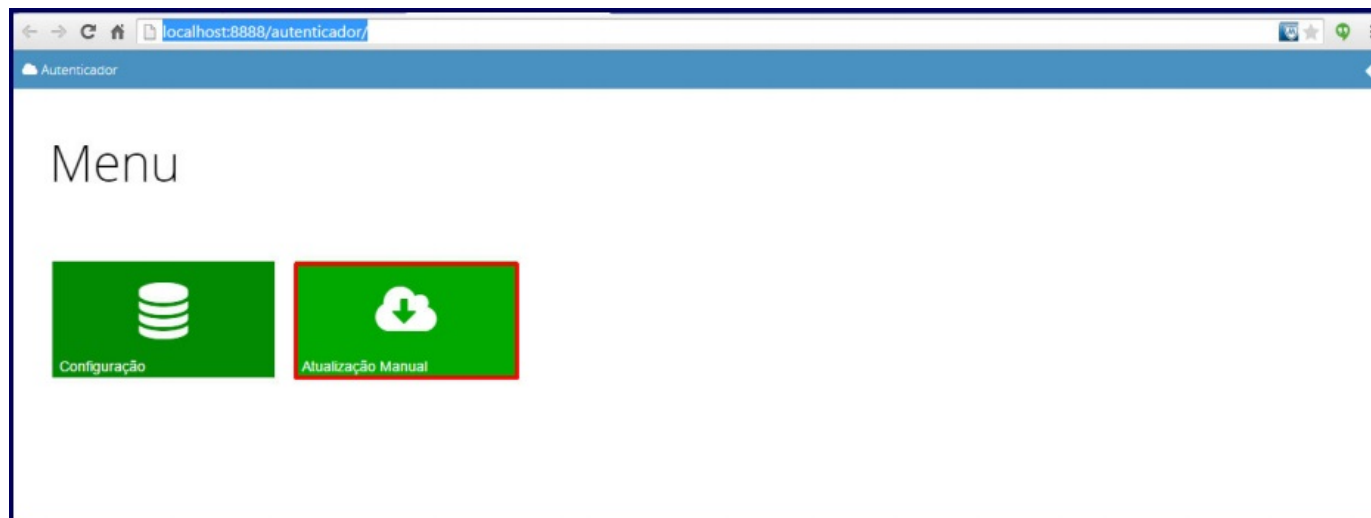 localhost:8888/autenticador/
Autenticador
Menu
Configuração
Atualização Manual